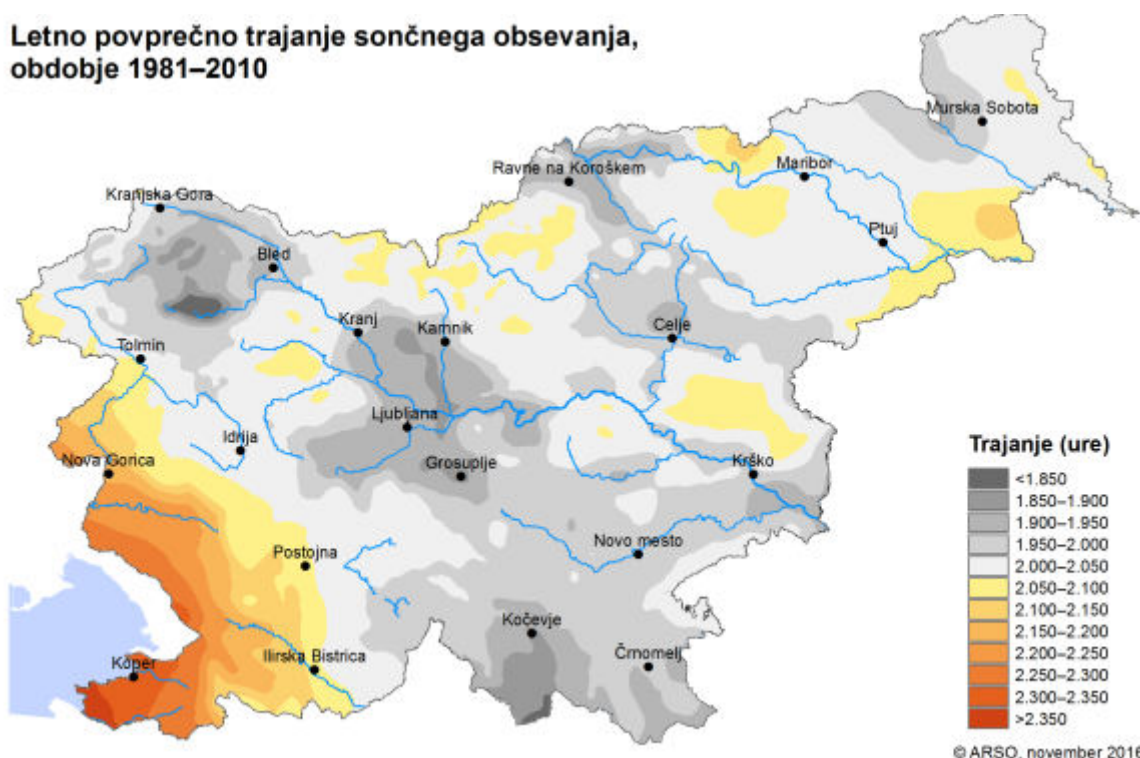 Letno povprečno trajanje sončnega obsevanja,
obdobje 1981–2010
Murska Sobota
Ravne na Koroškem
Maribor
Kranjska Gora
Ptuj
Bled
Kranj
Kamnik
Celje
Tolmin
Ljubljana
Idrija
Nova Gorica
Grosuplje
Krško
Novo mesto
Postojna
Kočevje
Črnomelj
Ilirska Bistrica
Koper
Trajanje (ure)
<1.850
1.850–1.900
1.900–1.950
1.950–2.000
2.000–2.050
2.050–2.100
2.100–2.150
2.150–2.200
2.200–2.250
2.250–2.300
2.300–2.350
>2.350
© ARSO, november 2016